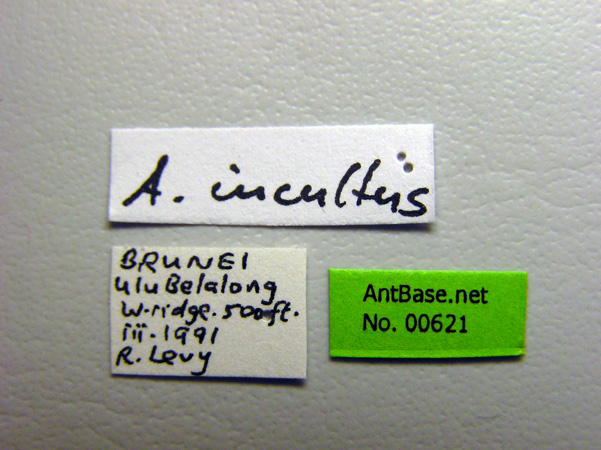 A. incultus
BRUNEI
Ulu Belalong
W. ridge. 500ft.
iii. 1991
R. Levy
AntBase.net
No. 00621